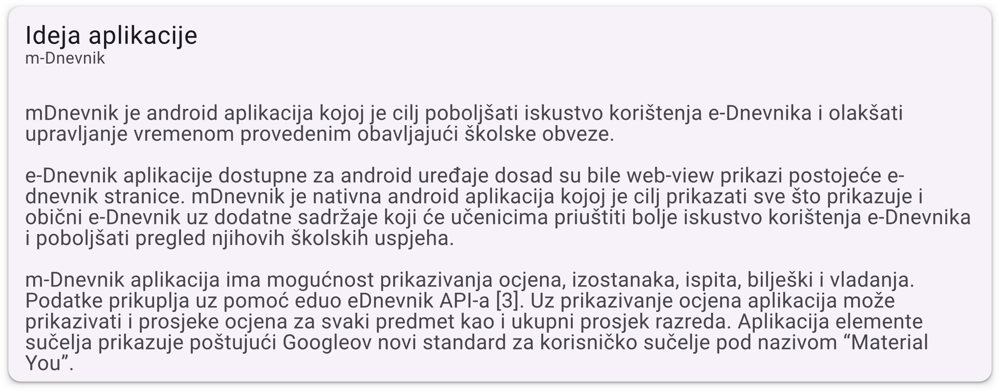 Ideja aplikacije
m-Dnevnik
mDnevnik je android aplikacija kojoj je cilj poboljšati iskustvo korištenja e-Dnevnika i olakšati
upravljanje vremenom provedenim obavljajući školske obveze.
e-Dnevnik aplikacije dostupne za android uređaje dosad su bile web-view prikazi postojeće e-
dnevnik stranice. mDnevnik je nativna android aplikacija kojoj je cilj prikazati sve što prikazuje i
obični e-Dnevnik uz dodatne sadržaje koji će učenicima priuštiti bolje iskustvo korištenja e-Dnevnika
i poboljšati pregled njihovih školskih uspjeha.
m-Dnevnik aplikacija ima mogućnost prikazivanja ocjena, izostanaka, ispita, bilješki i vladanja.
Podatke prikuplja uz pomoć eduo eDnevnik API-a [3]. Uz prikazivanje ocjena aplikacija može
prikazivati i prosjeke ocjena za svaki predmet kao i ukupni prosjek razreda. Aplikacija elemente
sučelja prikazuje poštujući Googleov novi standard za korisničko sučelje pod nazivom “Material
You”.